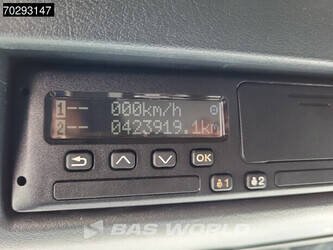 70293147
1-- 000km/h
2-- 0423919.1km
OK
1
2
BAS WORLD